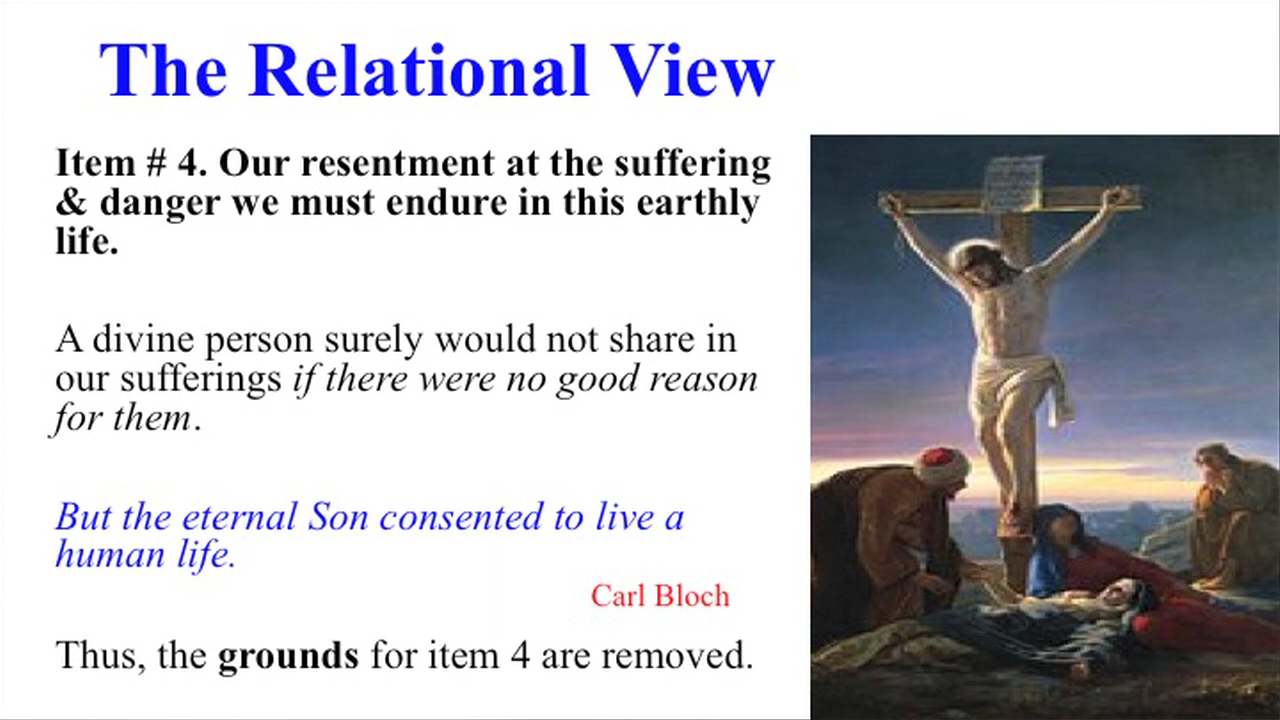 The Relational View
Item # 4. Our resentment at the suffering
& danger we must endure in this earthly
life.
A divine person surely would not share in
our sufferings if there were no good reason
for them.
But the eternal Son consented to live a
human life.
Carl Bloch
Thus, the grounds for item 4 are removed.